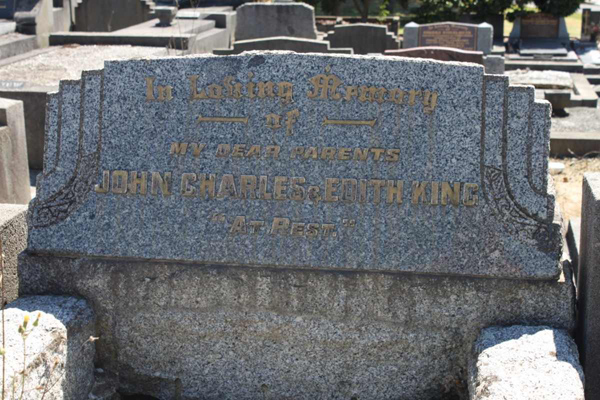 In Loving Memory
of
MY DEAR PARENTS
JOHN CHARLES & EDITH KING
"AT REST."